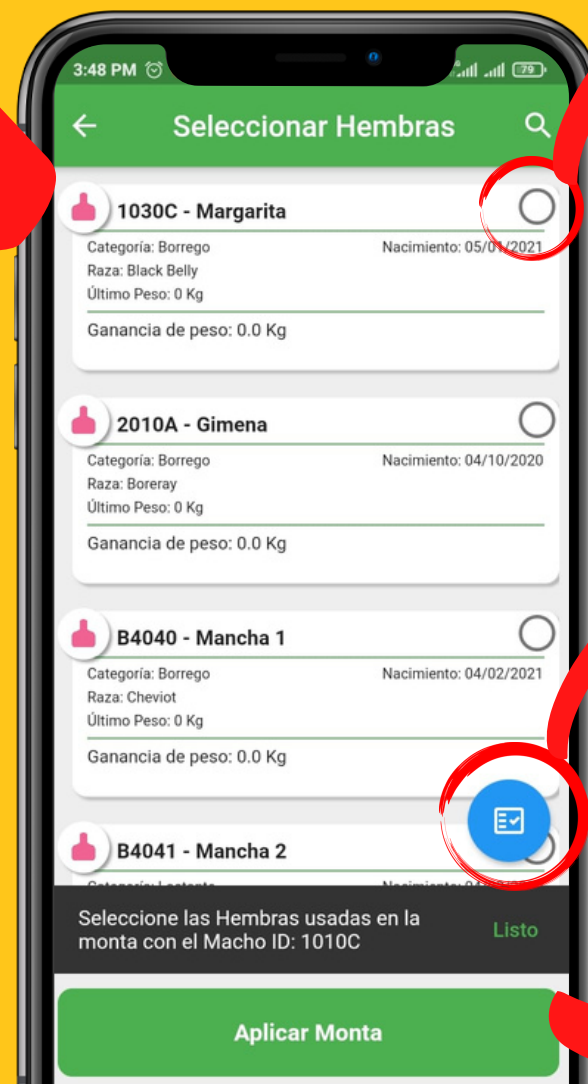 3:48 PM
79
Seleccionar Hembras
1030C - Margarita
Categoría: Borrego Nacimiento: 05/01/2021
Raza: Black Belly
Último Peso: 0 Kg
Ganancia de peso: 0.0 Kg
2010A - Gimena
Categoría: Borrego Nacimiento: 04/10/2020
Raza: Boreray
Último Peso: 0 Kg
Ganancia de peso: 0.0 Kg
B4040 - Mancha 1
Categoría: Borrego Nacimiento: 04/02/2021
Raza: Cheviot
Último Peso: 0 Kg
Ganancia de peso: 0.0 Kg
B4041 - Mancha 2
Seleccione las Hembras usadas en la
monta con el Macho ID: 1010C
Listo
Aplicar Monta